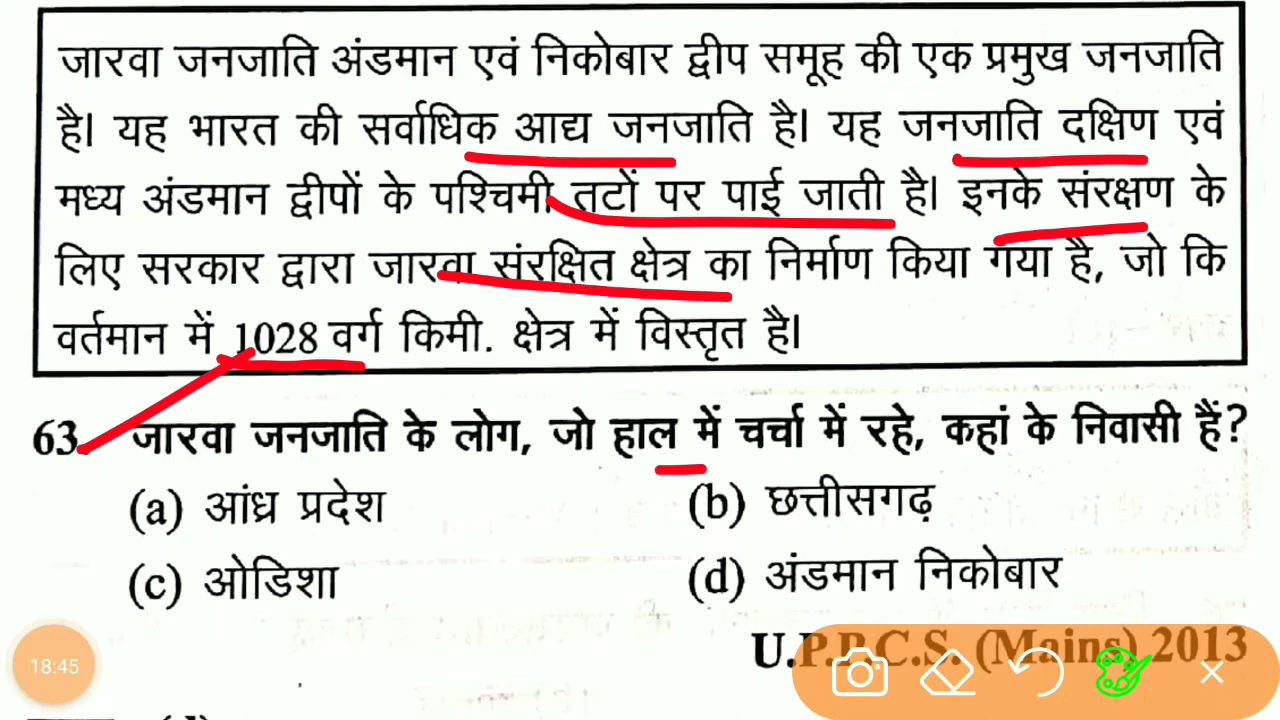 जारवा जनजाति अंडमान एवं निकोबार द्वीप समूह की एक प्रमुख जनजाति
है। यह भारत की सर्वाधिक आद्य जनजाति है। यह जनजाति दक्षिण एवं
मध्य अंडमान द्वीपों के पश्चिमी तटों पर पाई जाती है। इनके संरक्षण के
लिए सरकार द्वारा जारवा संरक्षित क्षेत्र का निर्माण किया गया है, जो कि
वर्तमान में 1028 वर्ग किमी. क्षेत्र में विस्तृत है।
63. जारवा जनजाति के लोग, जो हाल में चर्चा में रहे, कहां के निवासी हैं?
(a) आंध्र प्रदेश (b) छत्तीसगढ़
(c) ओडिशा (d) अंडमान निकोबार
U.P.P.C.S. (Mains) 2013
18:45